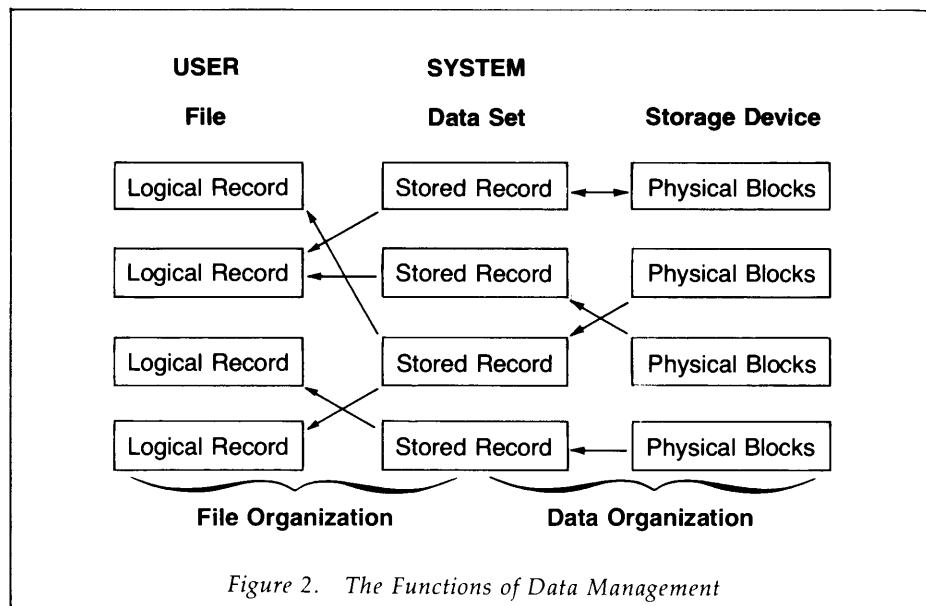 USER SYSTEM
File Data Set Storage Device
Logical Record Stored Record Physical Blocks
Logical Record Stored Record Physical Blocks
Logical Record Stored Record Physical Blocks
Logical Record Stored Record Physical Blocks
File Organization Data Organization
Figure 2. The Functions of Data Management